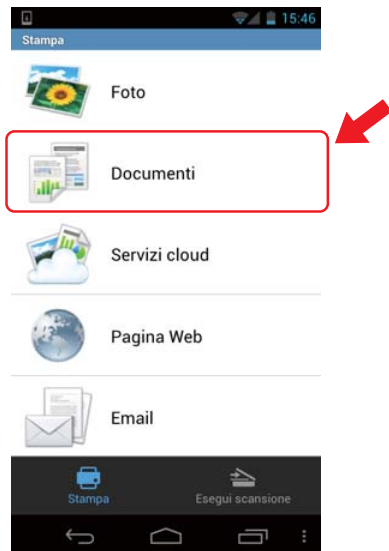 15:46
Stampa
Foto
Documenti
Servizi cloud
Pagina Web
Email
Stampa
Esegui scansione